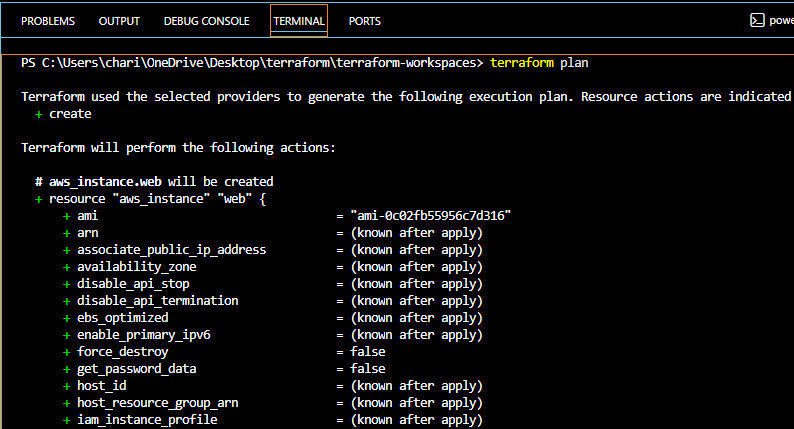 PROBLEMS OUTPUT DEBUG CONSOLE TERMINAL PORTS powe
PS C:\Users\chari\OneDrive\Desktop\terraform\terraform-workspaces> terraform plan
Terraform used the selected providers to generate the following execution plan. Resource actions are indicated
+ create
Terraform will perform the following actions:
# aws_instance.web will be created
+ resource "aws_instance" "web" {
+ ami = "ami-0c02fb55956c7d316"
+ arn = (known after apply)
+ associate_public_ip_address = (known after apply)
+ availability_zone = (known after apply)
+ disable_api_stop = (known after apply)
+ disable_api_termination = (known after apply)
+ ebs_optimized = (known after apply)
+ enable_primary_ipv6 = (known after apply)
+ force_destroy = false
+ get_password_data = false
+ host_id = (known after apply)
+ host_resource_group_arn = (known after apply)
+ iam_instance_profile = (known after apply)